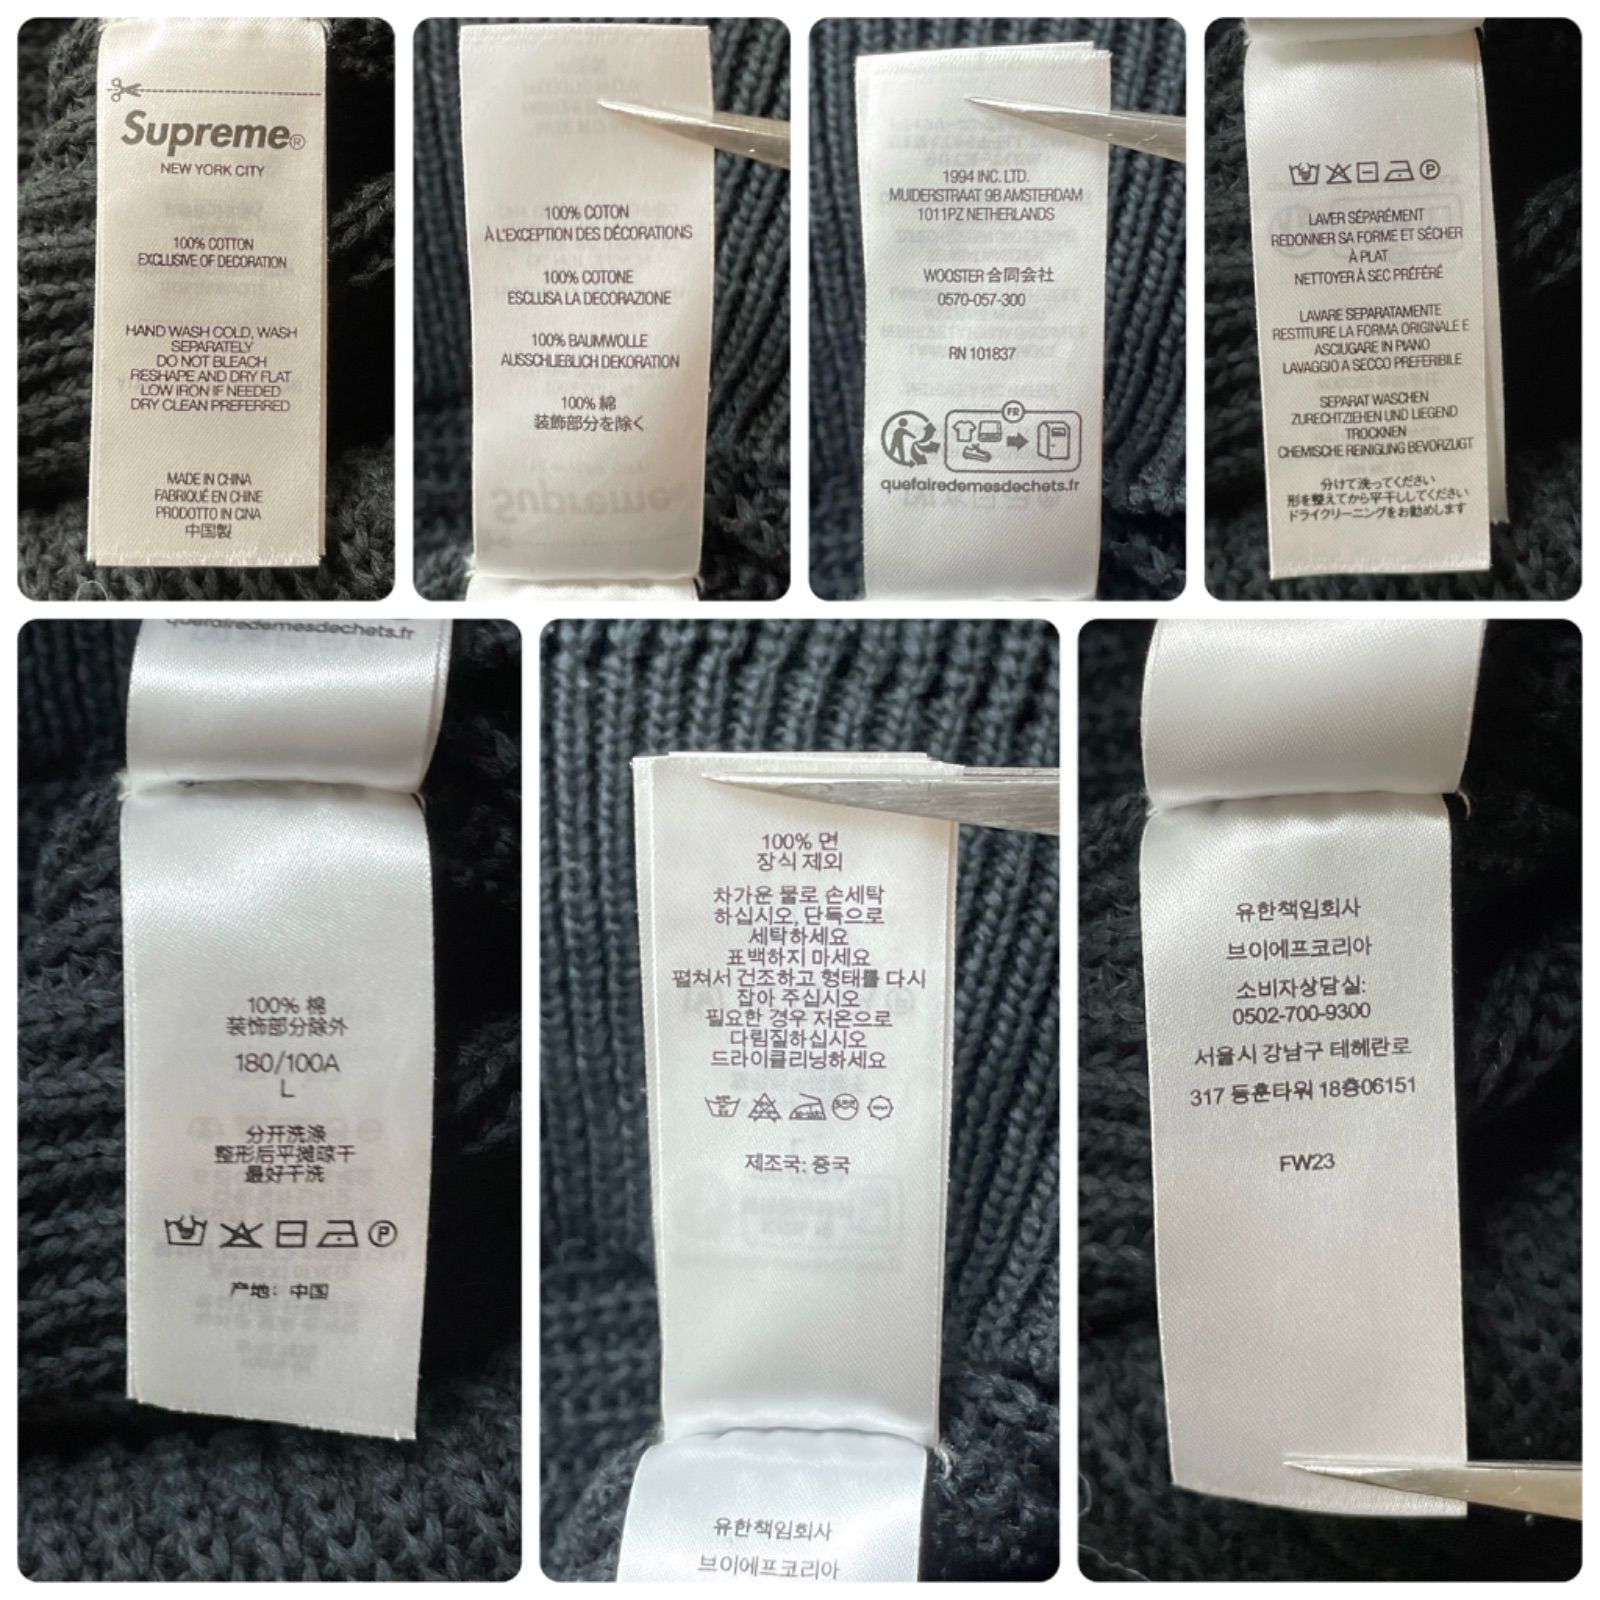 Supreme®
NEW YORK CITY
100% COTTON
EXCLUSIVE OF DECORATION
HAND WASH COLD, WASH
SEPARATELY
DO NOT BLEACH
RESHAPE AND DRY FLAT
LOW IRON IF NEEDED
DRY CLEAN PREFERRED
MADE IN CHINA
FABRIQUÉ EN CHINE
PRODOTTO IN CINA
中国製
100% COTON
À L'EXCEPTION DES DÉCORATIONS
100% COTONE
ESCLUSA LA DECORAZIONE
100% BAUMWOLLE
AUSSCHLIEßLICH DEKORATION
100% 綿
装飾部分を除く
1994 INC. LTD.
MUIDERSTRAAT 9B AMSTERDAM
1011PZ NETHERLANDS
WOOSTER 合同会社
0570-057-300
RN 101837
FR
quefairedemesdechets.fr
P
LAVER SÉPARÉMENT
REDONNER SA FORME ET SÉCHER
À PLAT
NETTOYER À SEC PRÉFÉRÉ
LAVARE SEPARATAMENTE
RESTITUIRE LA FORMA ORIGINALE E
ASCIUGARE IN PIANO
LAVAGGIO A SECCO PREFERIBILE
SEPARAT WASCHEN
ZURECHTZIEHEN UND LIEGEND
TROCKNEN
CHEMISCHE REINIGUNG BEVORZUGT
分けて洗ってください
形を整えてから平干ししてください
ドライクリーニングをお勧めします
quefairedemesdechets.fr
100% 棉
装饰部分除外
180/100A
L
分开洗涤
整形后平摊晾干
最好干洗
P
产地：中国
100% 면
장식 제외
차가운 물로 손세탁
하십시오, 단독으로
세탁하세요
표백하지 마세요
펼쳐서 건조하고 형태를 다시
잡아 주십시오
필요한 경우 저온으로
다림질하십시오
드라이클리닝하세요
제조국: 중국
유한책임회사
브이에프코리아
유한책임회사
브이에프코리아
소비자상담실:
0502-700-9300
서울시 강남구 테헤란로
317 동훈타워 18층06151
FW23